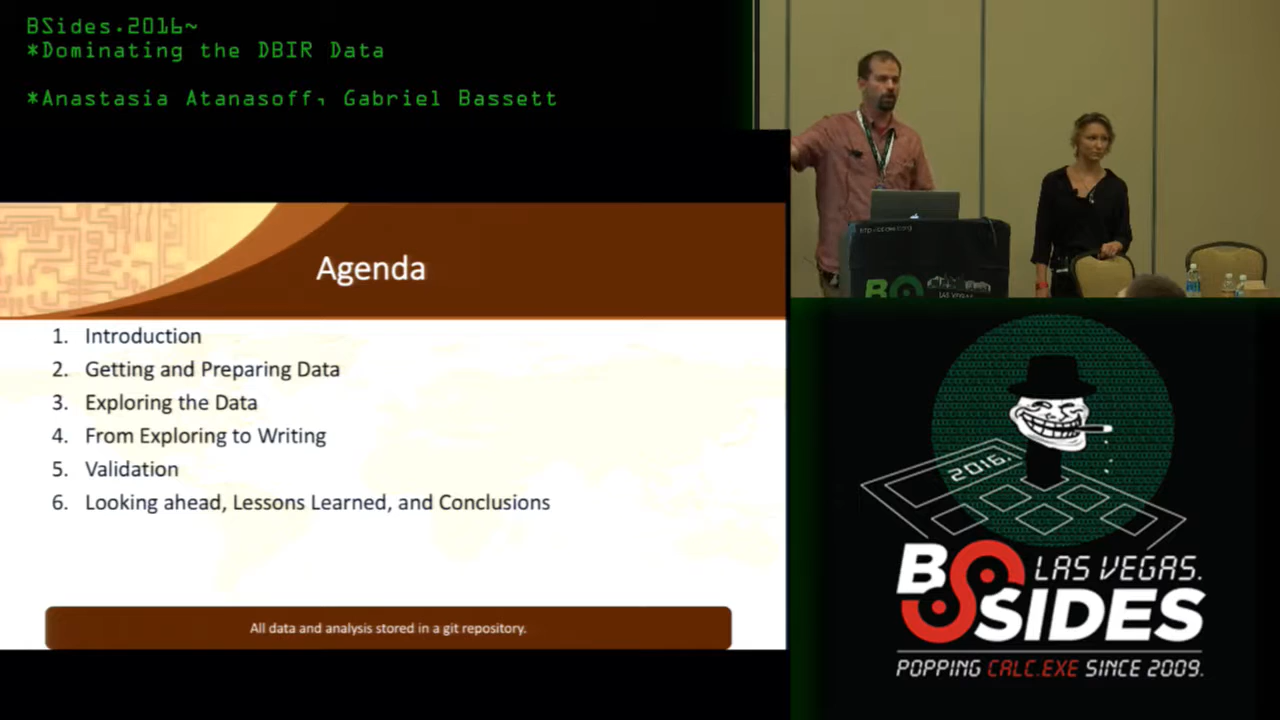 BSides.2016~
*Dominating the DBIR Data
*Anastasia Atanasoff, Gabriel Bassett
Agenda
1. Introduction
2. Getting and Preparing Data
3. Exploring the Data
4. From Exploring to Writing
5. Validation
6. Looking ahead, Lessons Learned, and Conclusions
All data and analysis stored in a git repository.
LAS VEGAS
2016.
BSIDES LAS VEGAS.
POPPING CALC.EXE SINCE 2009.